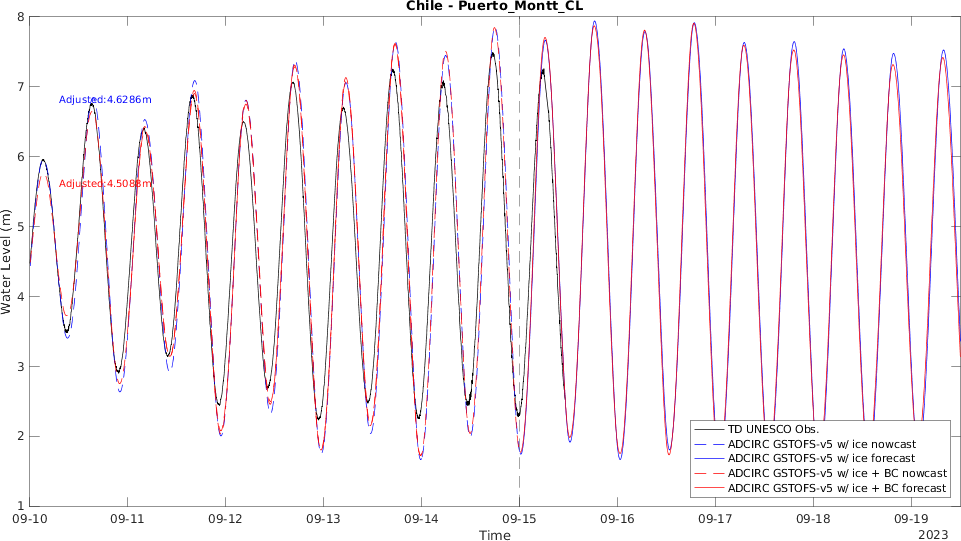 Chile - Puerto_Montt_CL
8
7
6
5
4
3
2
1
Water Level (m)
Adjusted:4.6286m
Adjusted:4.5088m
TD UNESCO Obs.
ADCIRC GSTOFS-v5 w/ ice nowcast
ADCIRC GSTOFS-v5 w/ ice forecast
ADCIRC GSTOFS-v5 w/ ice + BC nowcast
ADCIRC GSTOFS-v5 w/ ice + BC forecast
09-10 09-11 09-12 09-13 09-14 09-15 09-16 09-17 09-18 09-19
Time
2023